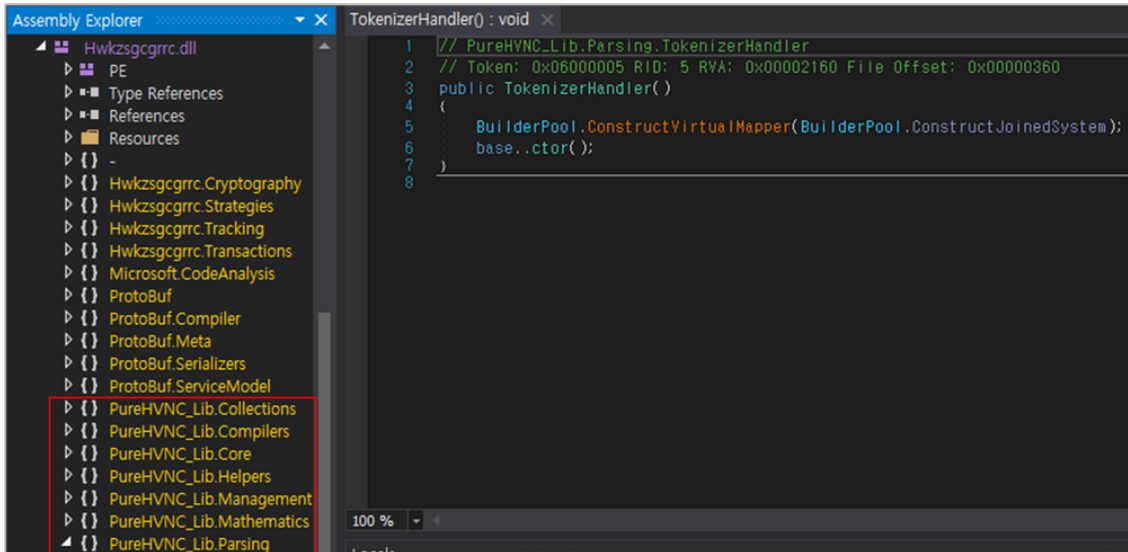 Assembly Explorer
Hwkzsgcgrrc.dll
PE
Type References
References
Resources
{ } -
{ } Hwkzsgcgrrc.Cryptography
{ } Hwkzsgcgrrc.Strategies
{ } Hwkzsgcgrrc.Tracking
{ } Hwkzsgcgrrc.Transactions
{ } Microsoft.CodeAnalysis
{ } ProtoBuf
{ } ProtoBuf.Compiler
{ } ProtoBuf.Meta
{ } ProtoBuf.Serializers
{ } ProtoBuf.ServiceModel
{ } PureHVNC_Lib.Collections
{ } PureHVNC_Lib.Compilers
{ } PureHVNC_Lib.Core
{ } PureHVNC_Lib.Helpers
{ } PureHVNC_Lib.Management
{ } PureHVNC_Lib.Mathematics
{ } PureHVNC_Lib.Parsing
TokenizerHandler() : void
1 // PureHVNC_Lib.Parsing.TokenizerHandler
2 // Token: 0x06000005 RID: 5 RVA: 0x00002160 File Offset: 0x00000360
3 public TokenizerHandler()
4 {
5 BuilderPool.ConstructVirtualMapper(BuilderPool.ConstructJoinedSystem);
6 base..ctor();
7 }
8
100 %
Locals